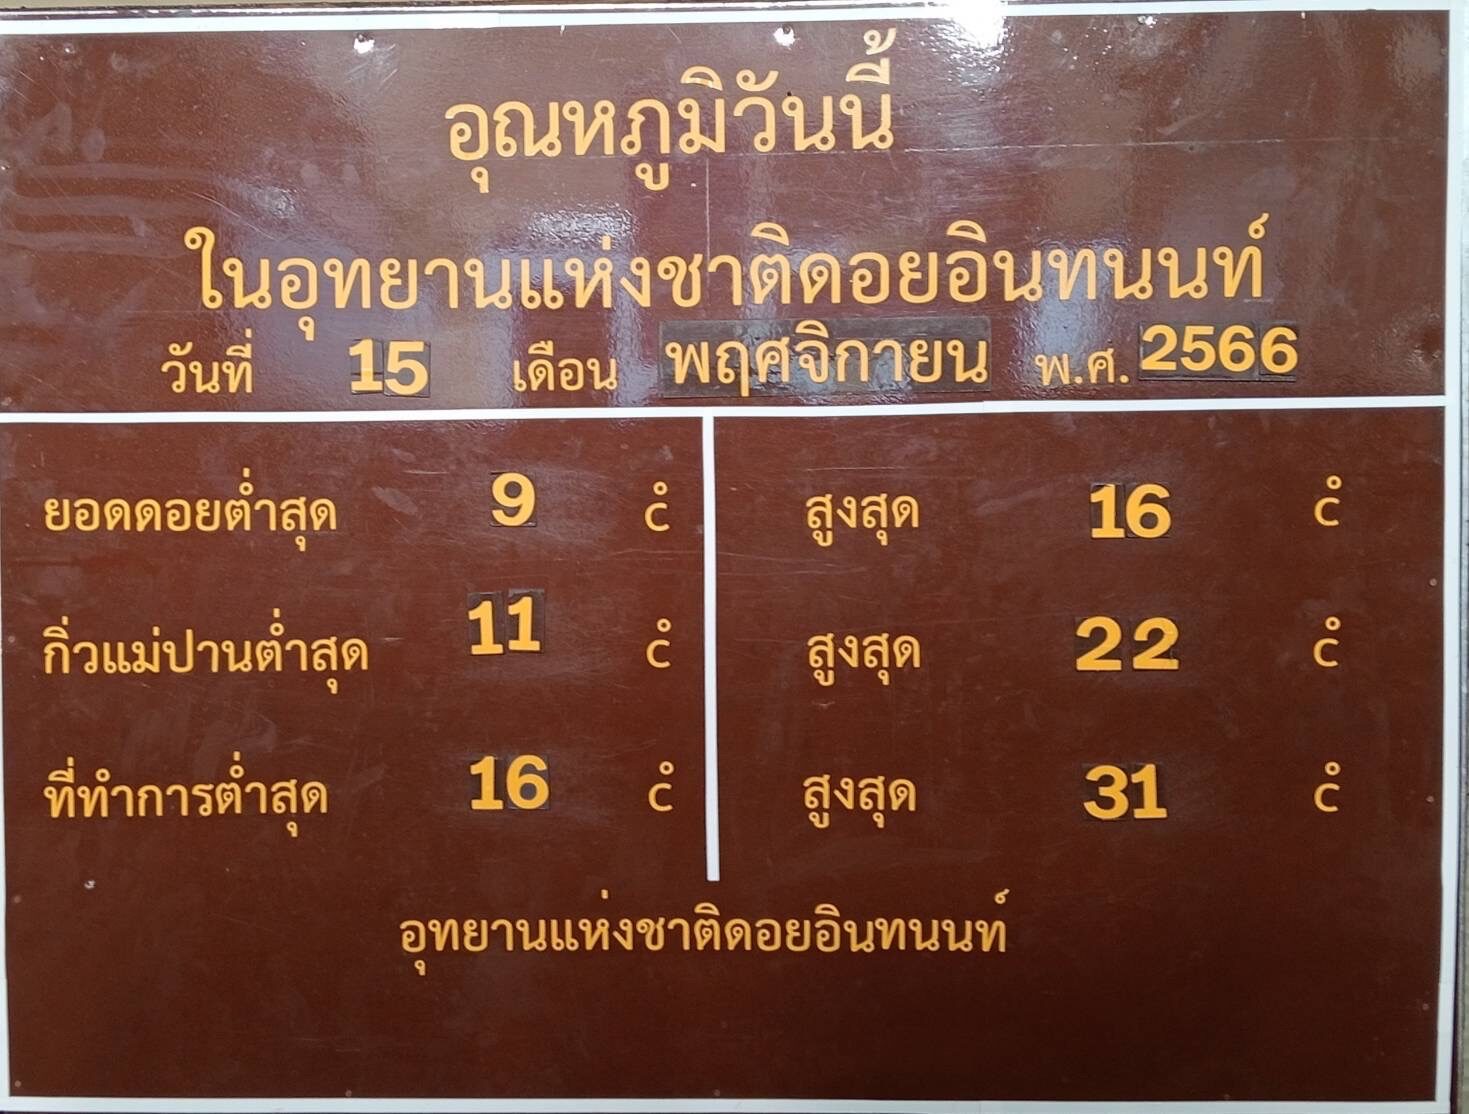 อุณหภูมิวันนี้
ในอุทยานแห่งชาติดอยอินทนนท์
วันที่ 15 เดือน พฤศจิกายน พ.ศ. 2566
ยอดดอยต่ำสุด 9 ํC สูงสุด 16 ํC
กิ่วแม่ปานต่ำสุด 11 ํC สูงสุด 22 ํC
ที่ทำการต่ำสุด 16 ํC สูงสุด 31 ํC
อุทยานแห่งชาติดอยอินทนนท์